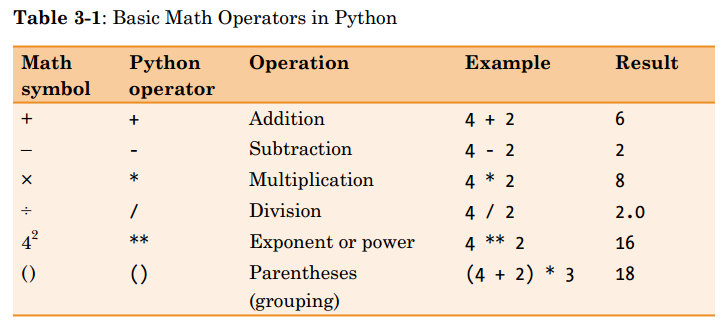 Table 3-1: Basic Math Operators in Python
Math symbol Python operator Operation Example Result
+ + Addition 4 + 2 6
– - Subtraction 4 - 2 2
× * Multiplication 4 * 2 8
÷ / Division 4 / 2 2.0
4² ** Exponent or power 4 ** 2 16
() () Parentheses (grouping) (4 + 2) * 3 18